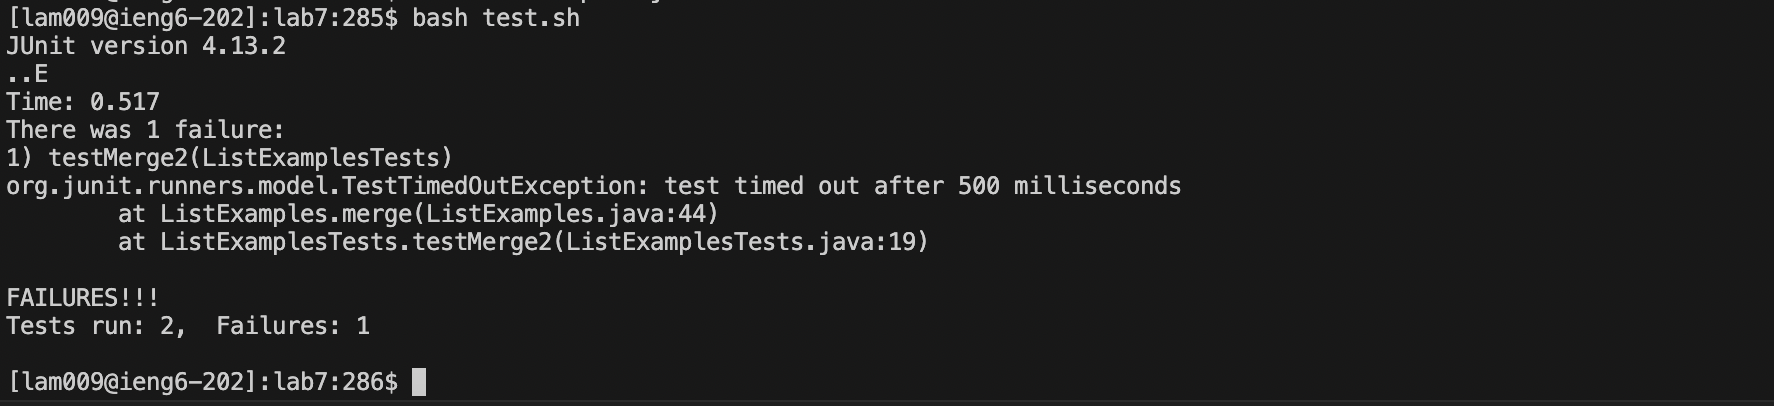 [lam009@ieng6-202]:lab7:285$ bash test.sh
JUnit version 4.13.2
..E
Time: 0.517
There was 1 failure:
1) testMerge2(ListExamplesTests)
org.junit.runners.model.TestTimedOutException: test timed out after 500 milliseconds
        at ListExamples.merge(ListExamples.java:44)
        at ListExamplesTests.testMerge2(ListExamplesTests.java:19)

FAILURES!!!
Tests run: 2,  Failures: 1

[lam009@ieng6-202]:lab7:286$